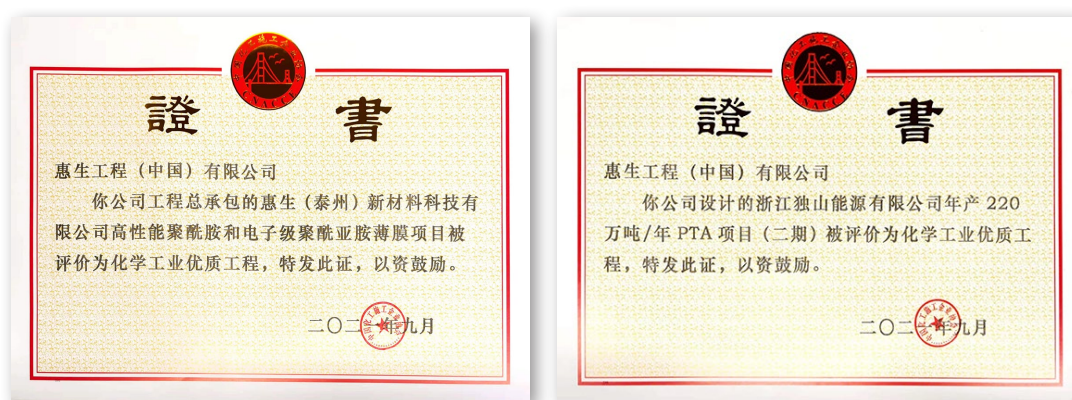 證 書
惠生工程（中国）有限公司
你公司工程总承包的惠生（泰州）新材料科技有
限公司高性能聚酰胺和电子级聚酰亚胺薄膜项目被
评价为化学工业优质工程，特发此证，以资鼓励。
二〇二 年九月
證 書
惠生工程（中国）有限公司
你公司设计的浙江独山能源有限公司年产 220
万吨/年 PTA 项目（二期）被评价为化学工业优质工
程，特发此证，以资鼓励。
二〇二 年九月